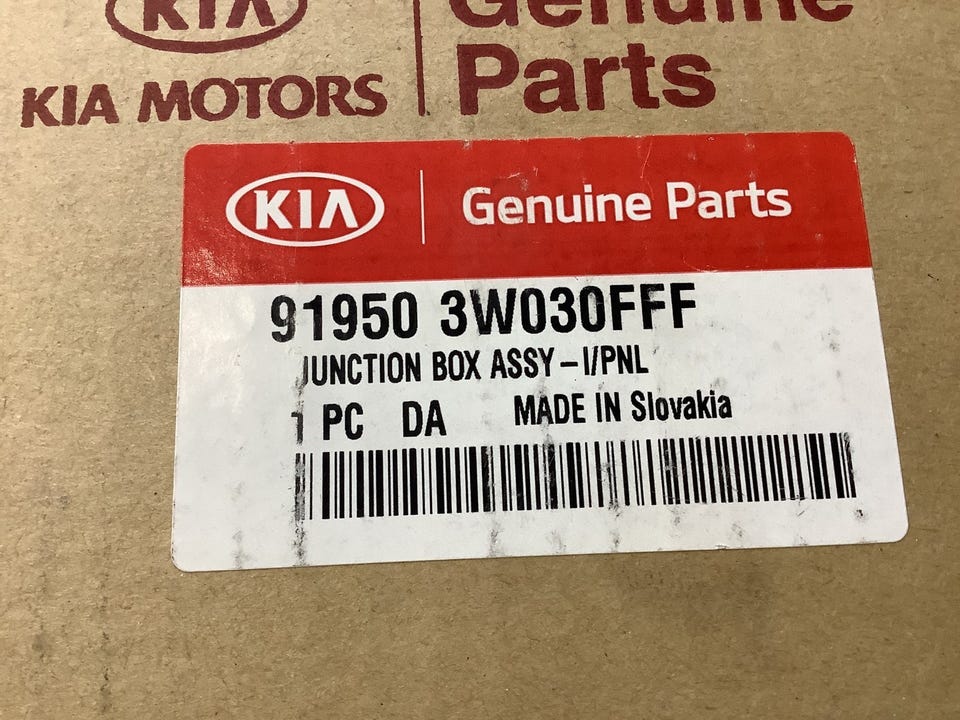 KIA
Genuine
KIA MOTORS
Parts
KIA
Genuine Parts
91950 3W030FFF
JUNCTION BOX ASSY-I/PNL
1 PC DA MADE IN Slovakia